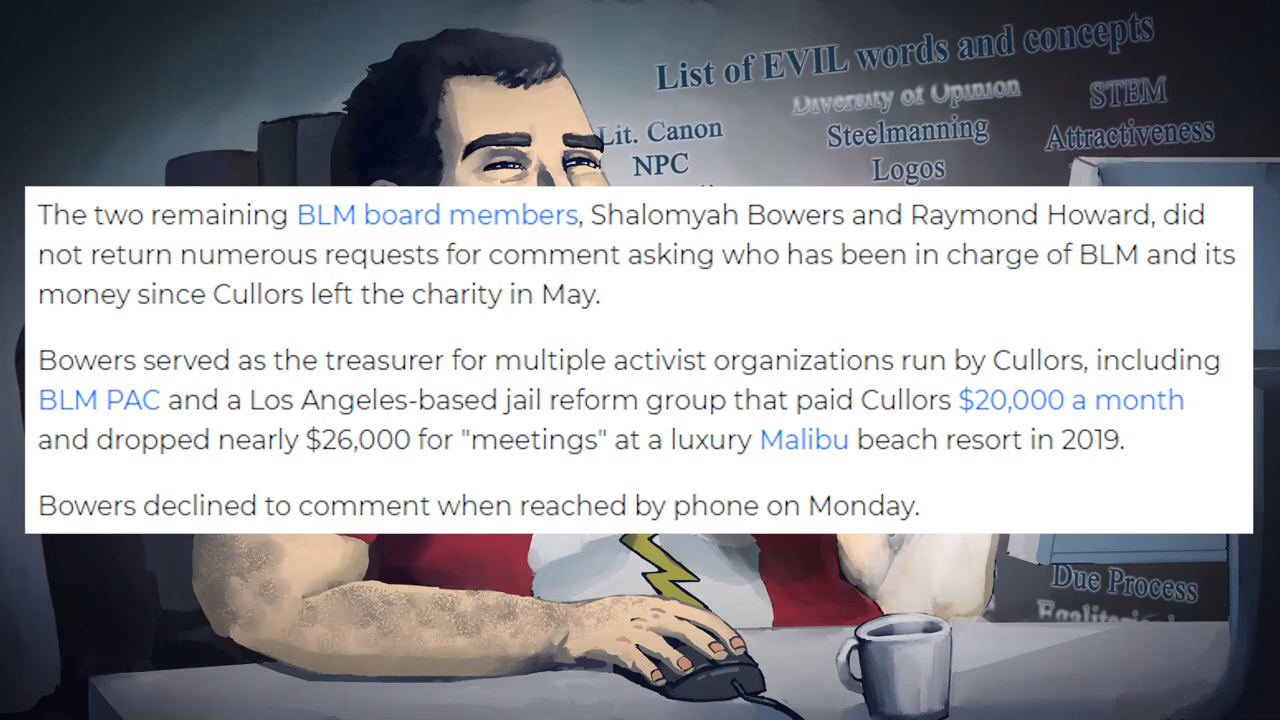 List of EVIL words and concepts
Diversity of Opinion
STEM
Lit. Canon
Steelmanning
Attractiveness
NPC
Logos
The two remaining BLM board members, Shalomyah Bowers and Raymond Howard, did
not return numerous requests for comment asking who has been in charge of BLM and its
money since Cullors left the charity in May.
Bowers served as the treasurer for multiple activist organizations run by Cullors, including
BLM PAC and a Los Angeles-based jail reform group that paid Cullors $20,000 a month
and dropped nearly $26,000 for "meetings" at a luxury Malibu beach resort in 2019.
Bowers declined to comment when reached by phone on Monday.
Due Process